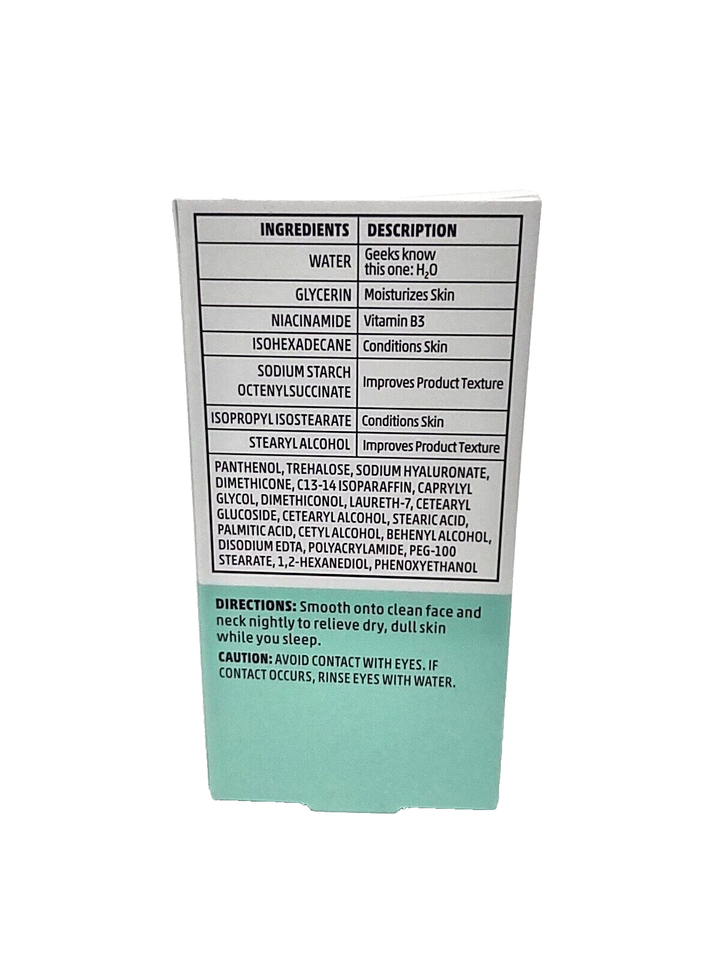 INGREDIENTS DESCRIPTION
WATER Geeks know
this one: H₂O
GLYCERIN Moisturizes Skin
NIACINAMIDE Vitamin B3
ISOHEXADECANE Conditions Skin
SODIUM STARCH
OCTENYLSUCCINATE Improves Product Texture
ISOPROPYL ISOSTEARATE Conditions Skin
STEARYL ALCOHOL Improves Product Texture
PANTHENOL, TREHALOSE, SODIUM HYALURONATE,
DIMETHICONE, C13-14 ISOPARAFFIN, CAPRYLYL
GLYCOL, DIMETHICONOL, LAURETH-7, CETEARYL
GLUCOSIDE, CETEARYL ALCOHOL, STEARIC ACID,
PALMITIC ACID, CETYL ALCOHOL, BEHENYL ALCOHOL,
DISODIUM EDTA, POLYACRYLAMIDE, PEG-100
STEARATE, 1,2-HEXANEDIOL, PHENOXYETHANOL
DIRECTIONS: Smooth onto clean face and
neck nightly to relieve dry, dull skin
while you sleep.
CAUTION: AVOID CONTACT WITH EYES. IF
CONTACT OCCURS, RINSE EYES WITH WATER.